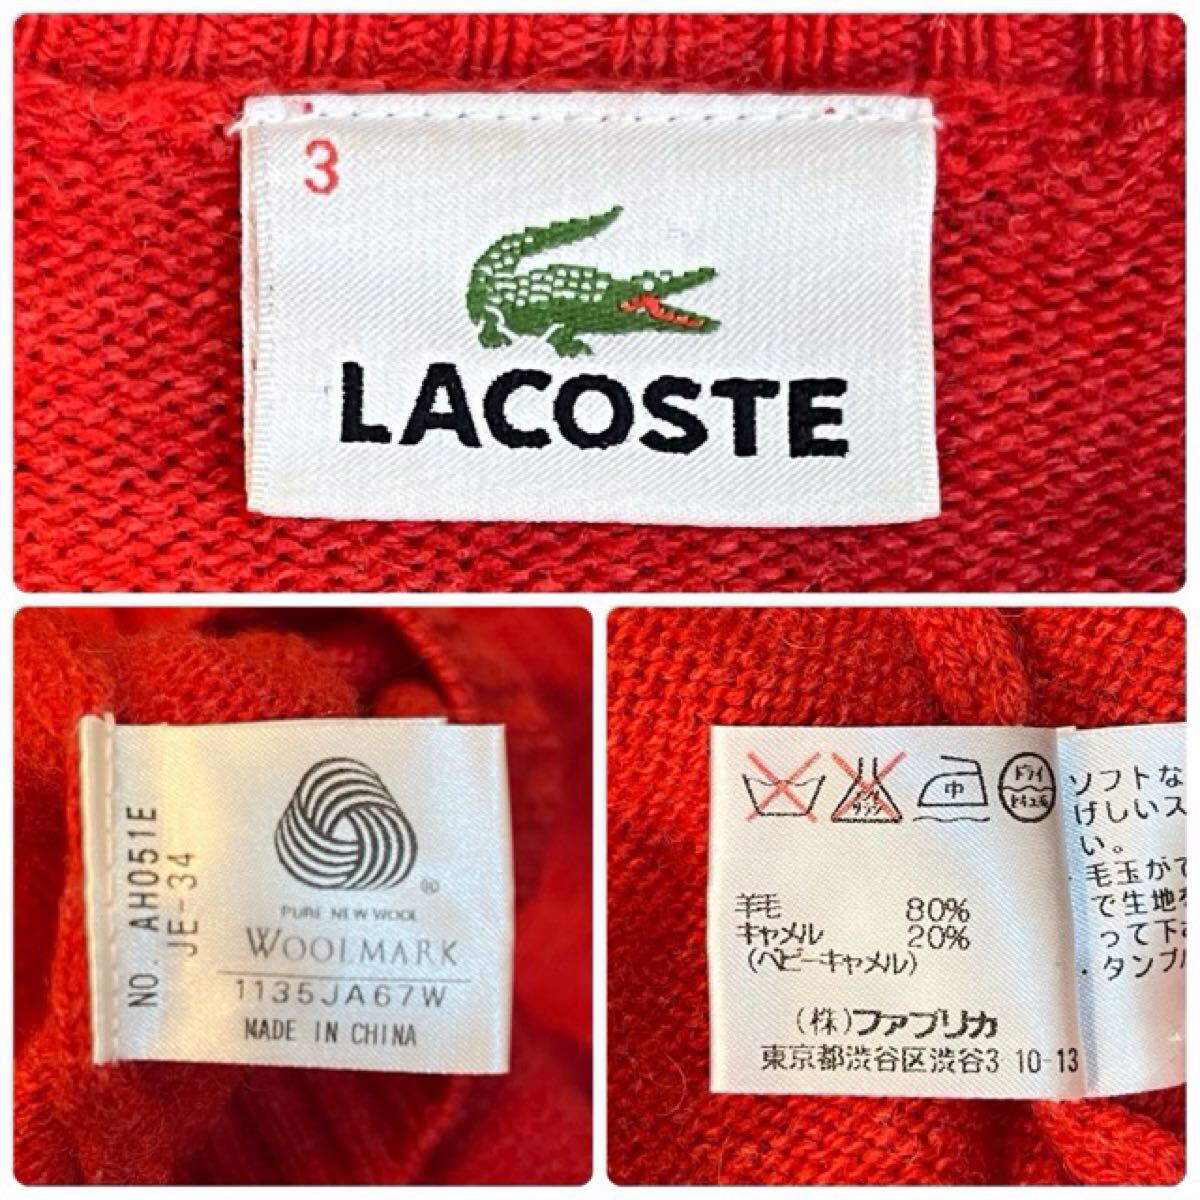 3
LACOSTE
NO. AH051E
JE-34
PURE NEW WOOL
WOOLMARK
1135JA67W
MADE IN CHINA
中
ドライ
羊毛 80%
キャメル 20%
(ベビーキャメル)
(株)ファブリカ
東京都渋谷区渋谷3 10-13
ソフトな
げしいス
い。
毛玉がで
で生地を
って下さ
・タンブル